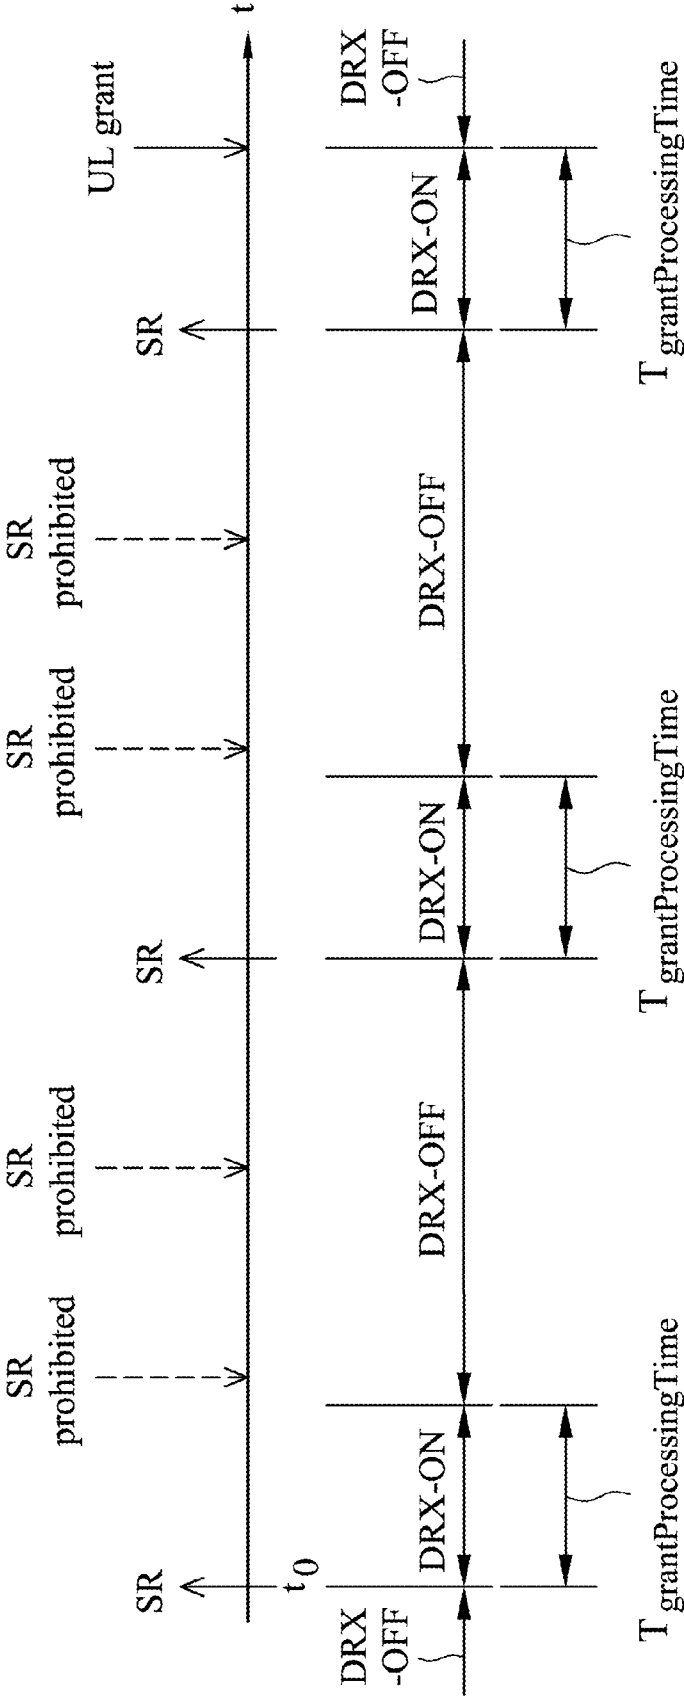 SR
prohibited
SR
prohibited
SR
prohibited
SR
prohibited
SR
SR
SR
UL grant
t
t0
DRX
-OFF
DRX-ON
DRX-OFF
DRX-ON
DRX-OFF
DRX-ON
DRX
-OFF
T grantProcessingTime
T grantProcessingTime
T grantProcessingTime